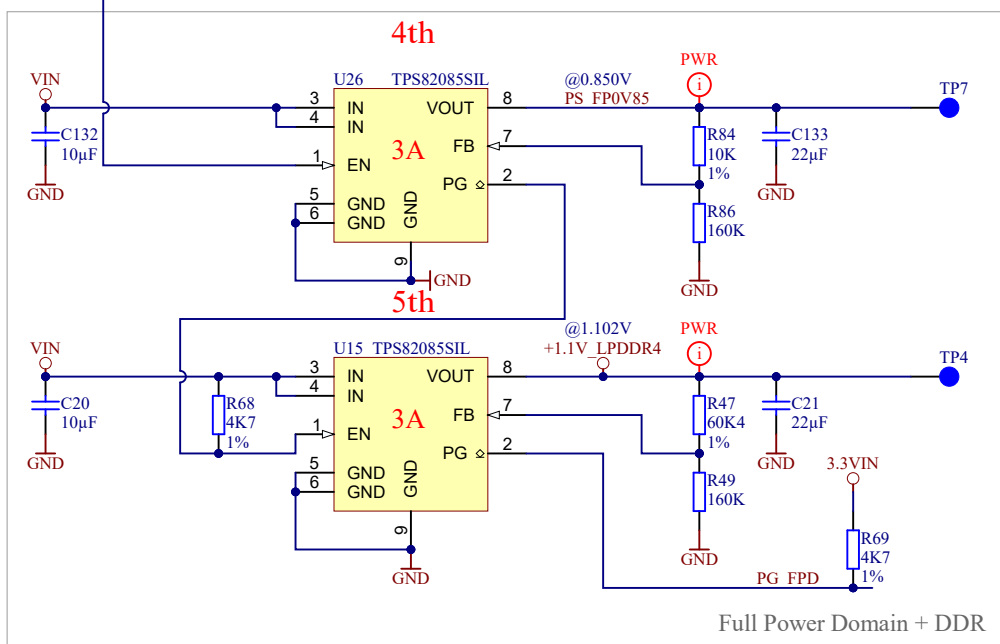 4th
VIN
C132
10µF
GND
U26 TPS82085SIL
3 IN
4 IN
1 EN
5 GND
6 GND
GND
9
GND
3A
VOUT 8
FB 7
PG 2
@0.850V
PS_FP0V85
PWR
i
R84
10K
1%
R86
160K
GND
C133
22µF
GND
TP7
5th
VIN
C20
10µF
GND
R68
4K7
1%
U15 TPS82085SIL
3 IN
4 IN
1 EN
5 GND
6 GND
GND
9
GND
3A
VOUT 8
FB 7
PG 2
@1.102V
+1.1V_LPDDR4
PWR
i
R47
60K4
1%
R49
160K
GND
C21
22µF
GND
TP4
3.3VIN
R69
4K7
1%
PG_FPD
Full Power Domain + DDR